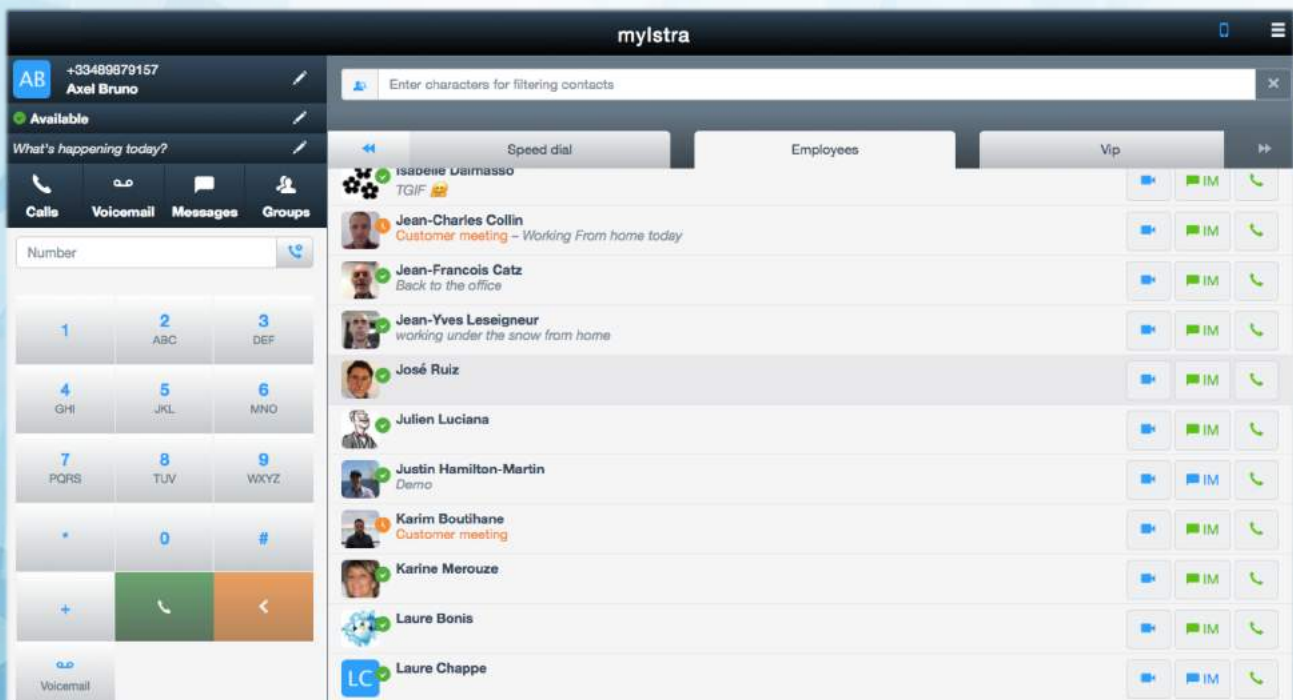 myIstra
AB
+33489879157
Axel Bruno
Available
What's happening today?
Calls Voicemail Messages Groups
Number
1
2
ABC
3
DEF
4
GHI
5
JKL
6
MNO
7
PQRS
8
TUV
9
WXYZ
*
0
#
+
Voicemail
Enter characters for filtering contacts
Speed dial Employees Vip
Isabelle Dalmasso
TGIF 🤗
IM
Jean-Charles Collin
Customer meeting – Working From home today
IM
Jean-Francois Catz
Back to the office
IM
Jean-Yves Leseigneur
working under the snow from home
IM
José Ruiz
IM
Julien Luciana
IM
Justin Hamilton-Martin
Demo
IM
Karim Boutihane
Customer meeting
IM
Karine Merouze
IM
Laure Bonis
IM
LC
Laure Chappe
IM